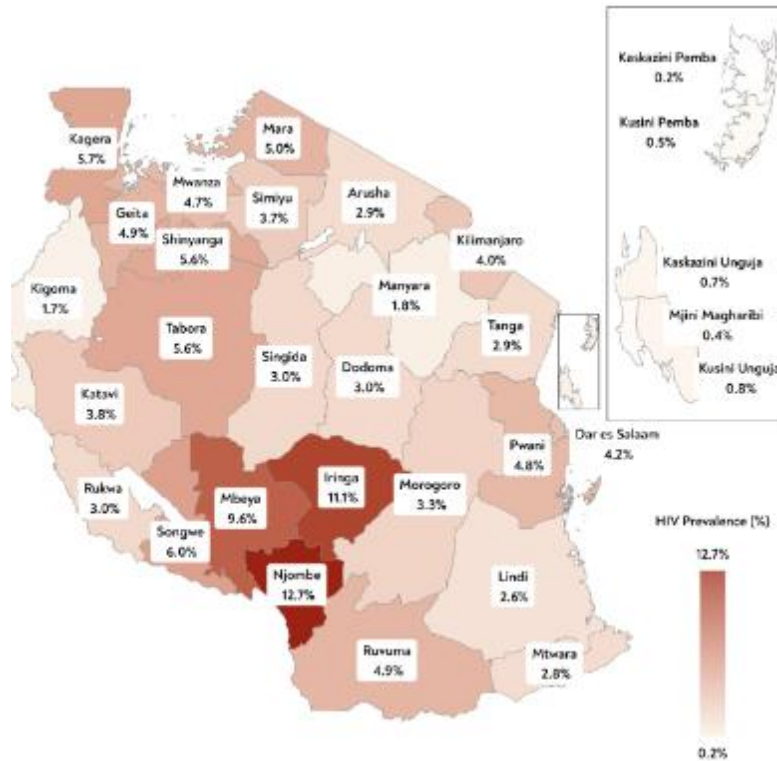 Kaskazini Pemba
0.2%
Kusini Pemba
0.5%
Kagera
5.7%
Mara
5.0%
Mwanza
4.7%
Simiyu
3.7%
Arusha
2.9%
Geita
4.9%
Shinyanga
5.6%
Kilimanjaro
4.0%
Kaskazini Unguja
0.7%
Kigoma
1.7%
Manyara
1.8%
Mjini Magharibi
0.4%
Tabora
5.6%
Singida
3.0%
Dodoma
3.0%
Tanga
2.9%
Kusini Unguja
0.8%
Katavi
3.8%
Pwani
4.8%
Dar es Salaam
4.2%
Rukwa
3.0%
Mbeya
9.6%
Iringa
11.1%
Morogoro
3.3%
Songwe
6.0%
HIV Prevalence (%)
12.7%
Njombe
12.7%
Lindi
2.6%
Ruvuma
4.9%
Mtwara
2.8%
0.2%